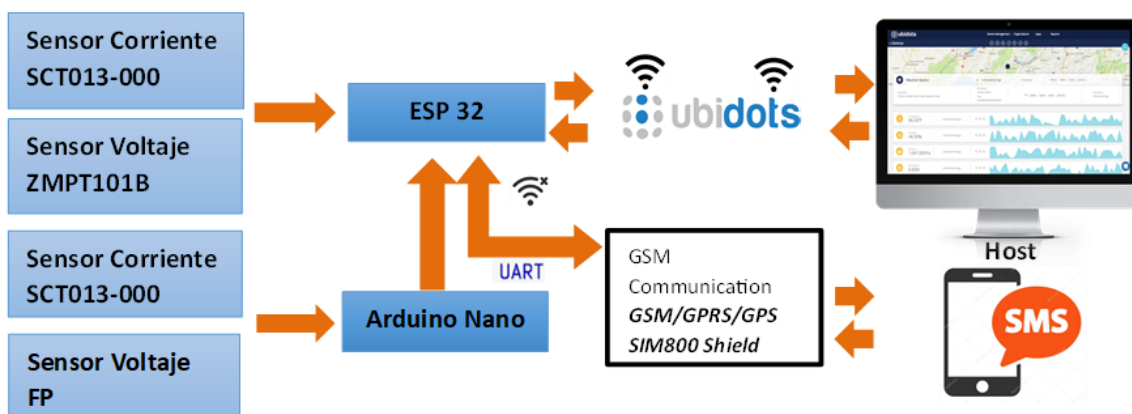 Sensor Corriente
SCT013-000
Sensor Voltaje
ZMPT101B
Sensor Corriente
SCT013-000
Sensor Voltaje
FP
ESP 32
UART
Arduino Nano
ubidots
GSM
Communication
GSM/GPRS/GPS
SIM800 Shield
ubidots
Host
SMS